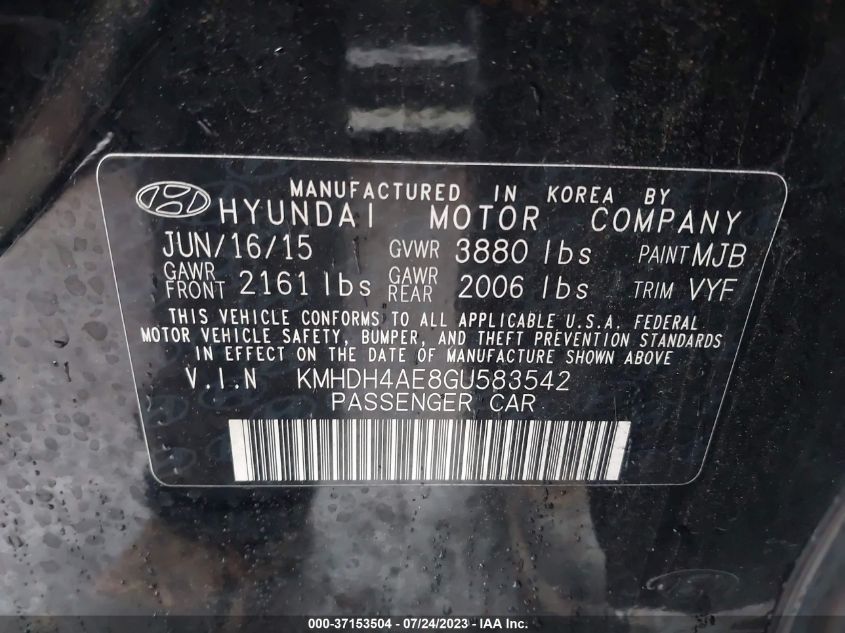 MANUFACTURED IN KOREA BY
HYUNDAI MOTOR COMPANY
JUN/16/15 GVWR 3880 lbs PAINT MJB
GAWR FRONT 2161 lbs GAWR REAR 2006 lbs TRIM VYF
THIS VEHICLE CONFORMS TO ALL APPLICABLE U.S.A. FEDERAL
MOTOR VEHICLE SAFETY, BUMPER, AND THEFT PREVENTION STANDARDS
IN EFFECT ON THE DATE OF MANUFACTURE SHOWN ABOVE
V.I.N KMHDH4AE8GU583542
PASSENGER CAR
000-37153504 - 07/24/2023 - Copyright IAA, Inc.